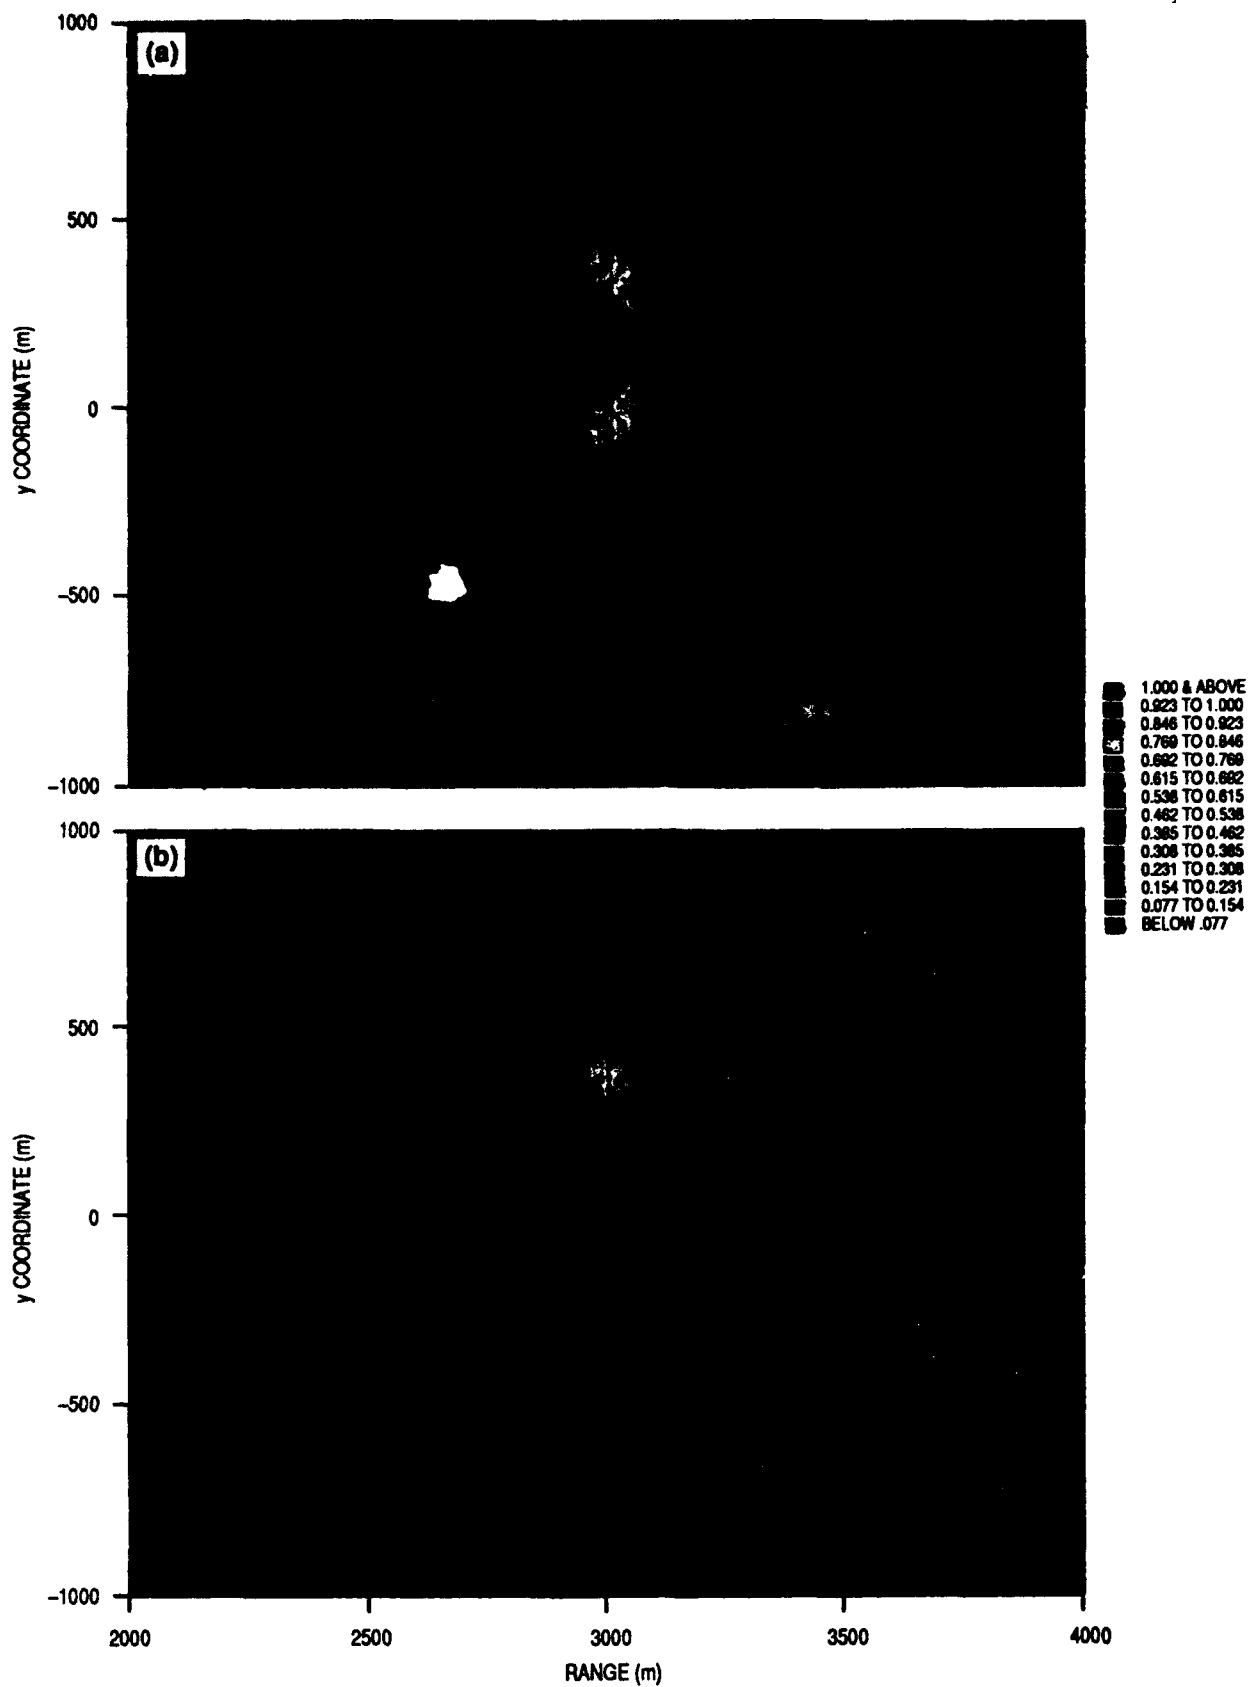 1000
(a)
500
0
-500
-1000
y COORDINATE (m)
1.000 & ABOVE
0.923 TO 1.000
0.846 TO 0.923
0.769 TO 0.846
0.692 TO 0.769
0.615 TO 0.692
0.538 TO 0.615
0.462 TO 0.538
0.385 TO 0.462
0.308 TO 0.385
0.231 TO 0.308
0.154 TO 0.231
0.077 TO 0.154
BELOW .077
1000
(b)
500
0
-500
-1000
y COORDINATE (m)
2000 2500 3000 3500 4000
RANGE (m)